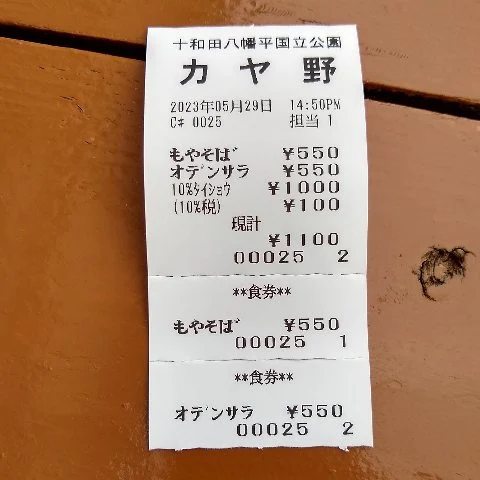 十和田八幡平国立公園
カヤ野
2023年05月29日 14:50PM
C# 0025 担当 1
もやそば ¥550
オデンサラ ¥550
10%タイショウ ¥1000
(10%税) ¥100
現計
¥1100
00025 2
**食券**
もやそば ¥550
00025 1
**食券**
オデンサラ ¥550
00025 2